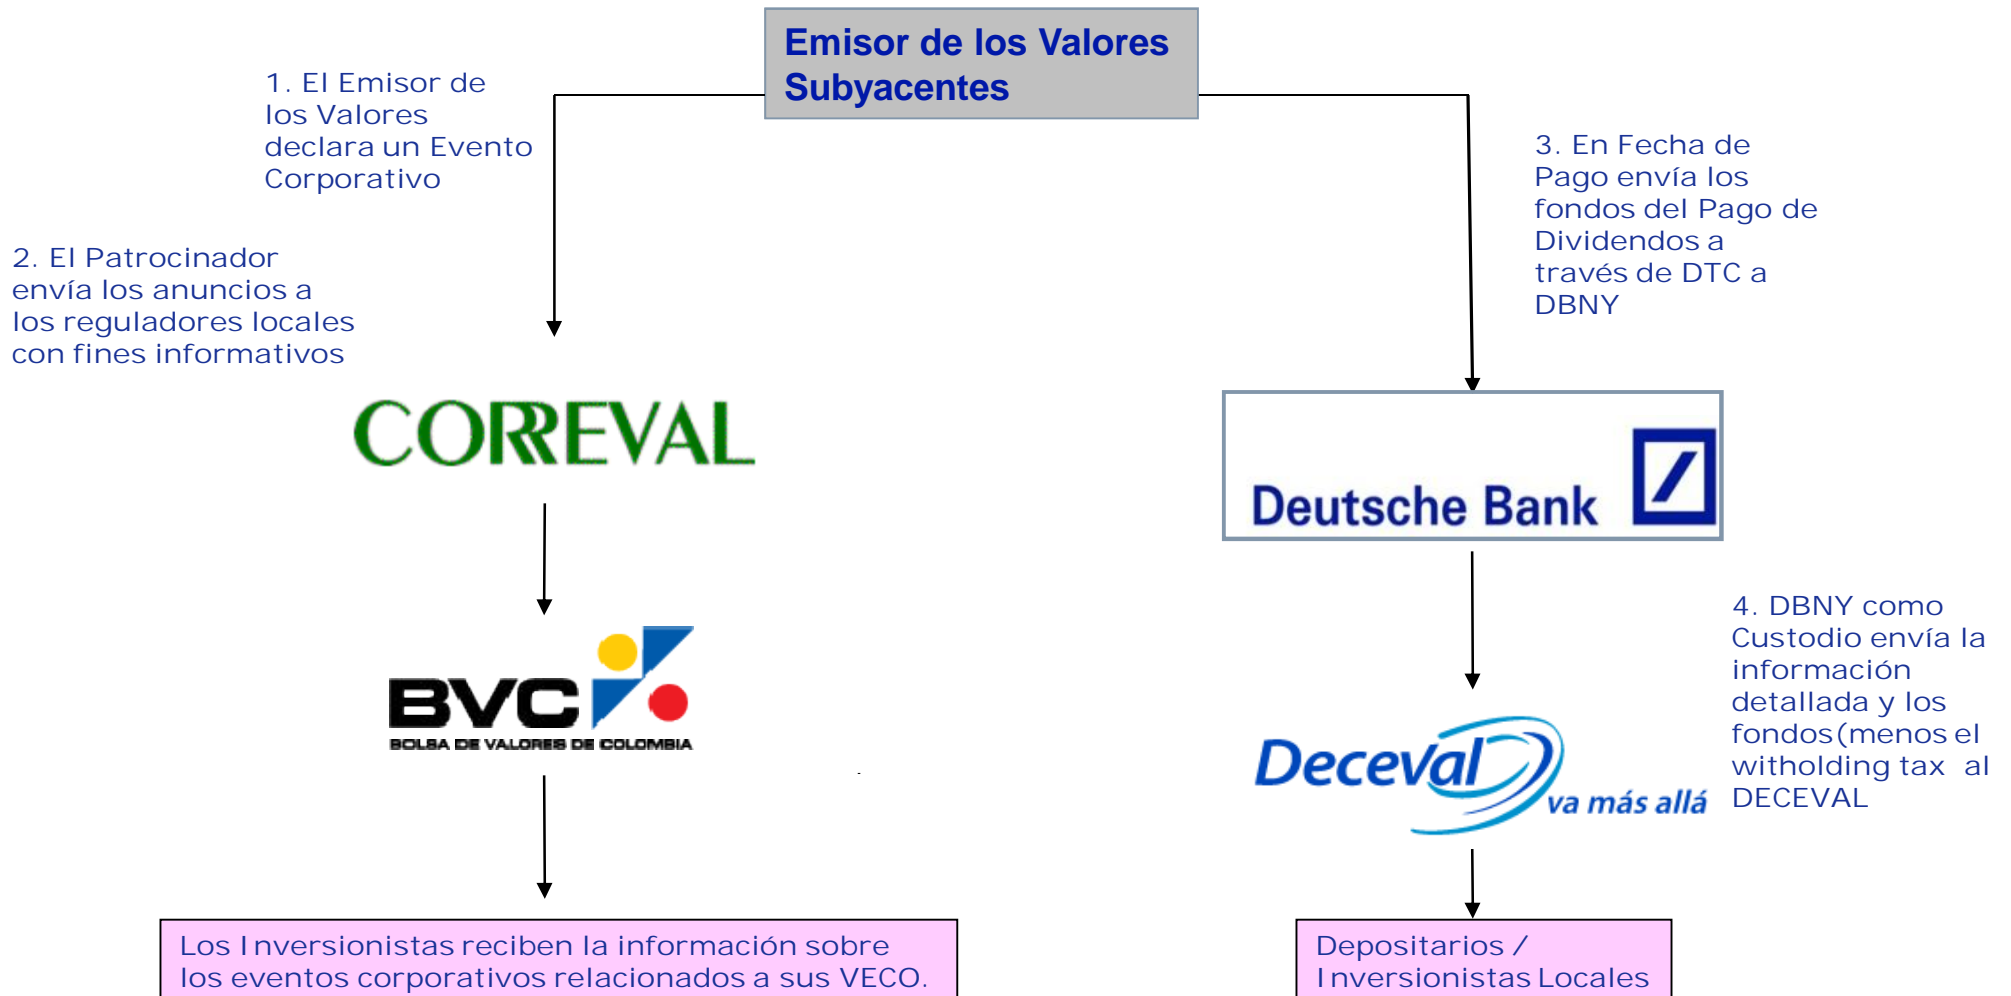 Emisor de los Valores
Subyacentes
1. El Emisor de
los Valores
declara un Evento
Corporativo
2. El Patrocinador
envía los anuncios a
los reguladores locales
con fines informativos
3. En Fecha de
Pago envía los
fondos del Pago de
Dividendos a
través de DTC a
DBNY
CORREVAL
Deutsche Bank
BVC
BOLSA DE VALORES DE COLOMBIA
Deceval
va más allá
4. DBNY como
Custodio envía la
información
detallada y los
fondos(menos el
witholding tax al
DECEVAL
Los Inversionistas reciben la información sobre
los eventos corporativos relacionados a sus VECO.
Depositarios /
Inversionistas Locales